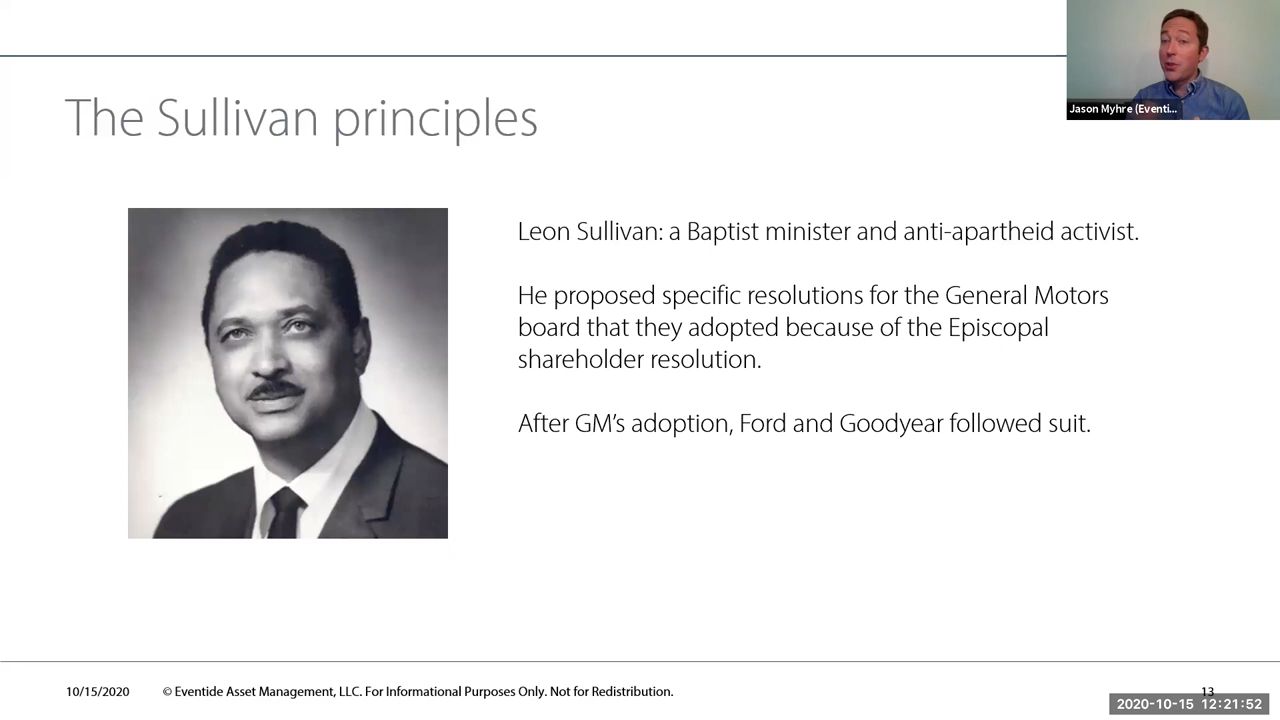 Jason Myhre (Eventi...
The Sullivan principles
Leon Sullivan: a Baptist minister and anti-apartheid activist.
He proposed specific resolutions for the General Motors
board that they adopted because of the Episcopal
shareholder resolution.
After GM’s adoption, Ford and Goodyear followed suit.
10/15/2020 © Eventide Asset Management, LLC. For Informational Purposes Only. Not for Redistribution. 13
2020-10-15 12:21:52